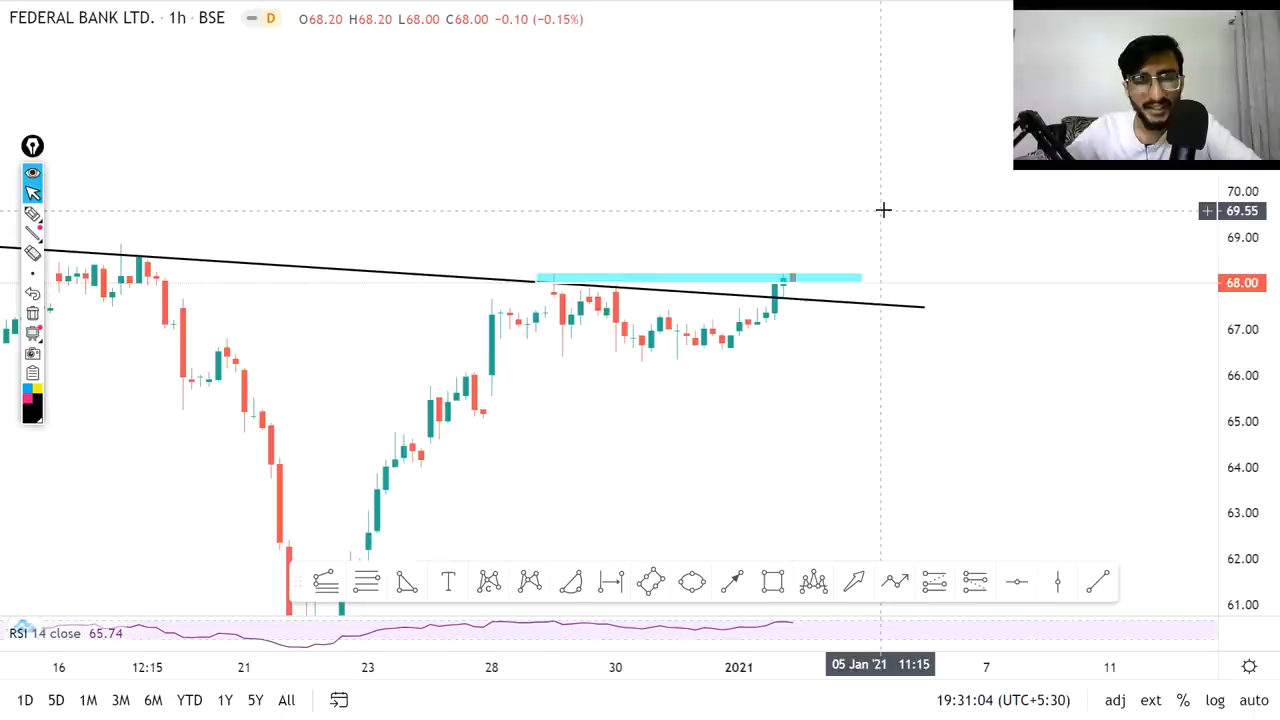 FEDERAL BANK LTD. · 1h · BSE D O68.20 H68.20 L68.00 C68.00 −0.10 (−0.15%)
70.00
+ 69.55
69.00
68.00
67.00
66.00
65.00
64.00
63.00
62.00
61.00
T
RSI 14 close 65.74
16 12:15 21 23 28 30 2021 05 Jan '21 11:15 7 11
1D 5D 1M 3M 6M YTD 1Y 5Y All 19:31:04 (UTC+5:30) adj ext % log auto